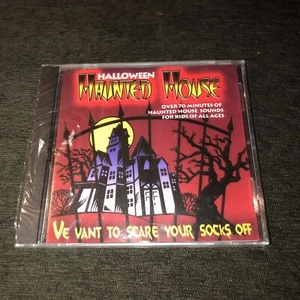 HALLOWEEN
HAUNTED HOUSE
OVER 70 MINUTES OF
HAUNTED HOUSE SOUNDS
FOR KIDS OF ALL AGES
VE VANT TO SCARE YOUR SOCKS OFF